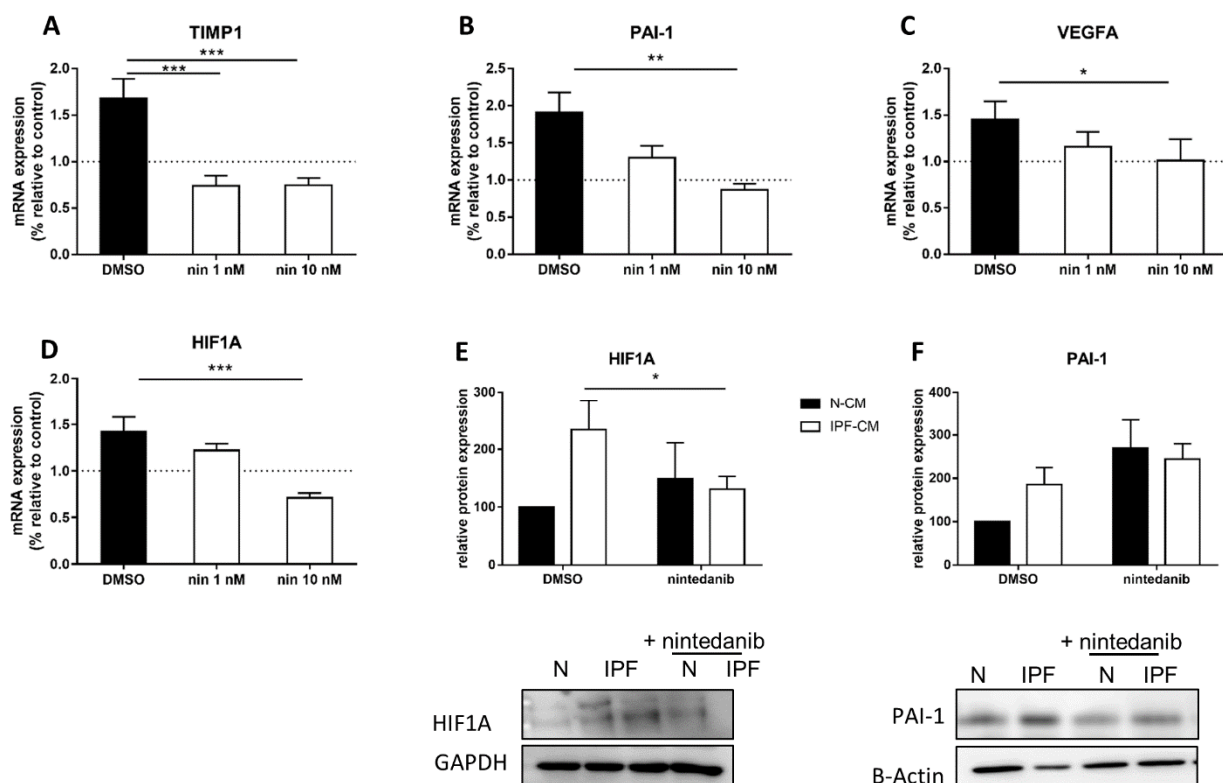 A
TIMP1
***
***
mRNA expression
(% relative to control)
2.0
1.5
1.0
0.5
0.0
DMSO
nin 1 nM
nin 10 nM
B
PAI-1
**
mRNA expression
(% relative to control)
2.5
2.0
1.5
1.0
0.5
0.0
DMSO
nin 1 nM
nin 10 nM
C
VEGFA
*
mRNA expression
(% relative to control)
2.0
1.5
1.0
0.5
0.0
DMSO
nin 1 nM
nin 10 nM
D
HIF1A
***
mRNA expression
(% relative to control)
2.0
1.5
1.0
0.5
0.0
DMSO
nin 1 nM
nin 10 nM
E
HIF1A
*
relative protein expression
300
200
100
0
DMSO
nintedanib
N-CM
IPF-CM
F
PAI-1
relative protein expression
400
300
200
100
0
DMSO
nintedanib
+ nintedanib
N IPF N IPF
HIF1A
GAPDH
+ nintedanib
N IPF N IPF
PAI-1
B-Actin